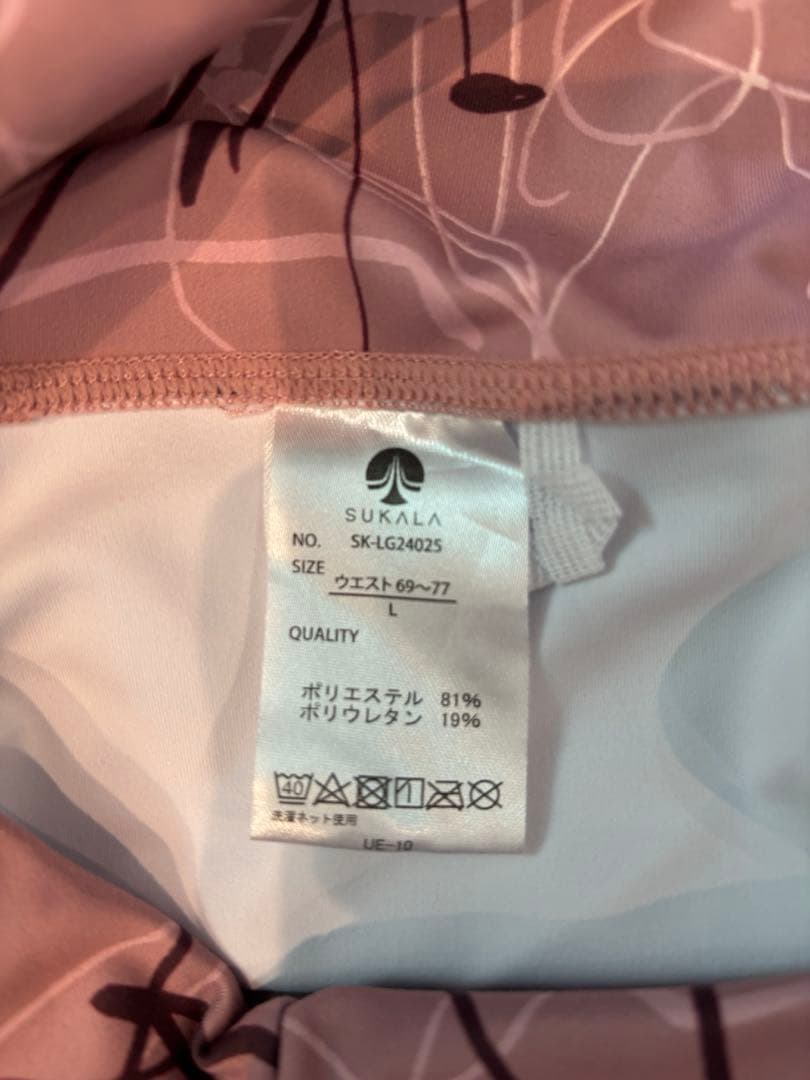 SUKALA
NO. SK-LG24025
SIZE
ウエスト69〜77
L
QUALITY
ポリエステル 81%
ポリウレタン 19%
40
洗濯ネット使用
UE-10